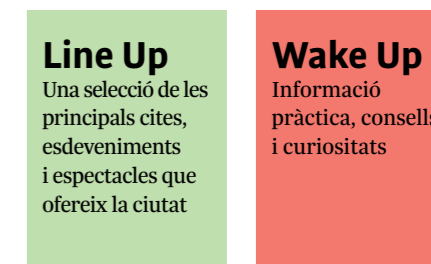 Line Up
Una selecció de les
principals cites,
esdeveniments
i espectacles que
ofereix la ciutat
Wake Up
Informació
pràctica, consells
i curiositats